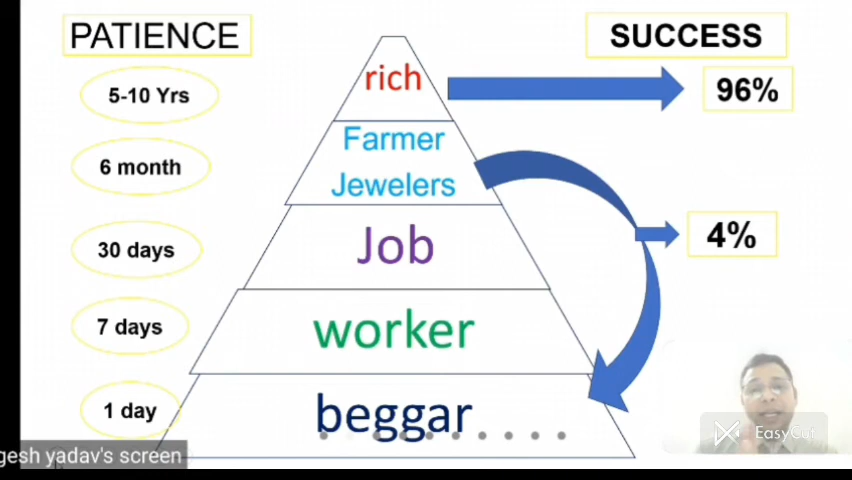 PATIENCE
SUCCESS
5-10 Yrs
rich
96%
6 month
Farmer
Jewelers
30 days
Job
4%
7 days
worker
1 day
beggar
EasyCut
gesh yadav's screen